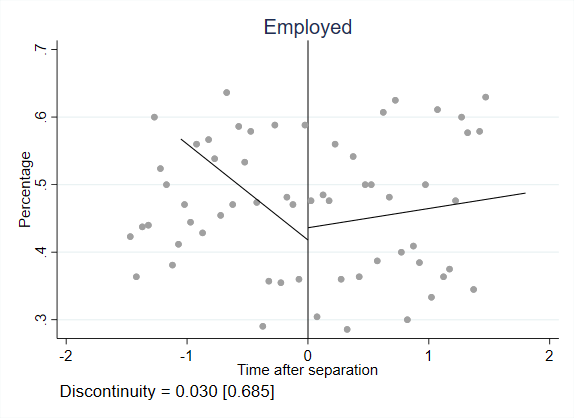 Employed
Percentage
.7
.6
.5
.4
.3
-2 -1 0 1 2
Time after separation
Discontinuity = 0.030 [0.685]